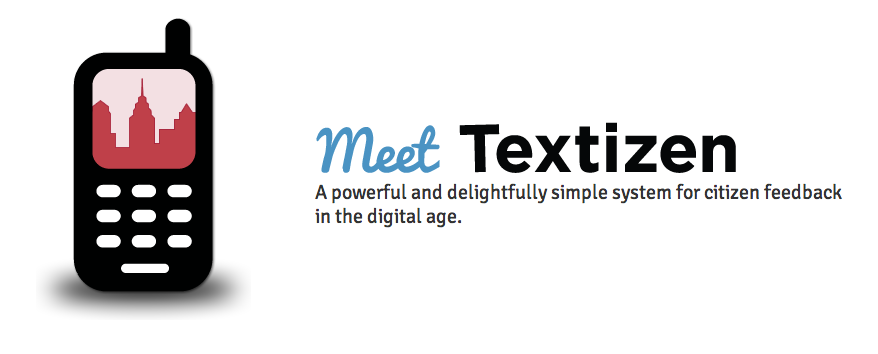 Meet Textizen
A powerful and delightfully simple system for citizen feedback
in the digital age.